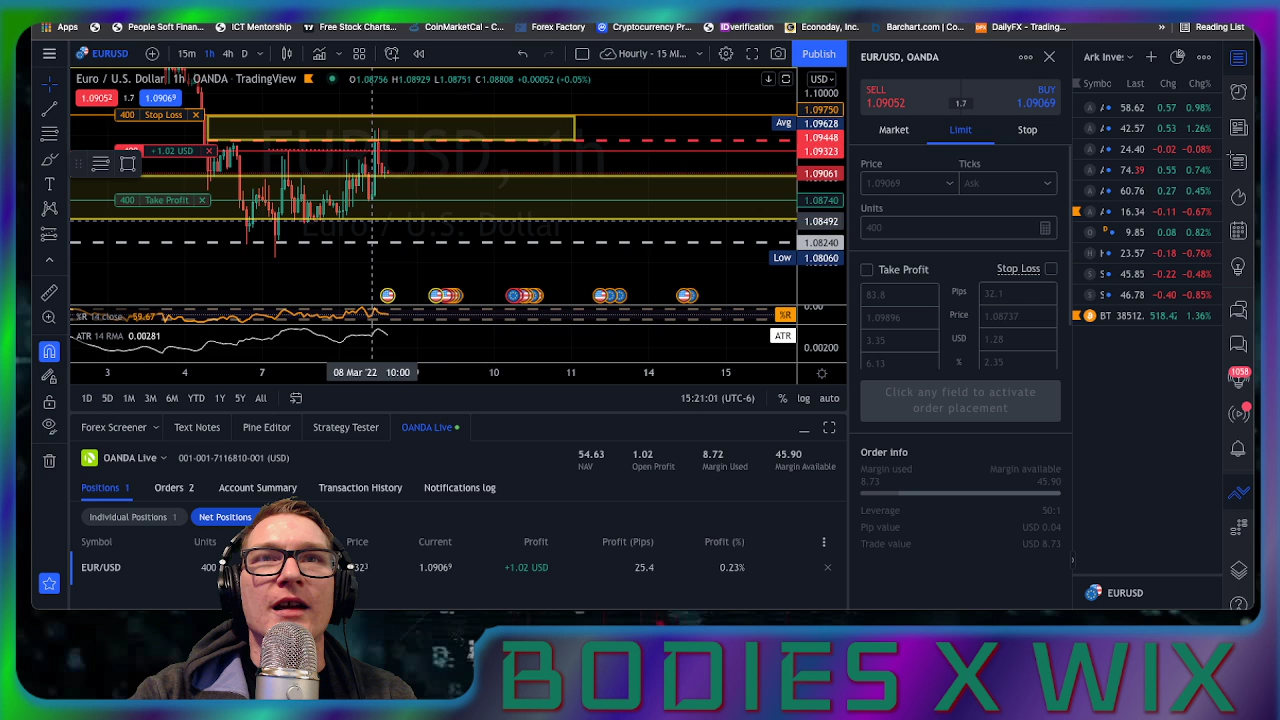 Apps People Soft Finan... ICT Mentorship Free Stock Charts... CoinMarketCal - C... Forex Factory Cryptocurrency Pr... IDverification Econoday, Inc. Barchart.com | Co... DailyFX - Trading... » Reading List
EURUSD 15m 1h 4h D Hourly - 15 MI... Publish
Euro / U.S. Dollar 1h OANDA · TradingView O1.08756 H1.08929 L1.08751 C1.08808 +0.00052 (+0.05%)
1.09052 1.7 1.09069
400 Stop Loss
+1.02 USD
400 Take Profit
EURUSD, 1h
Euro / U.S. Dollar
USD
1.10000
1.09750
Avg 1.09628
1.09448
1.09323
1.09061
1.08740
1.08492
1.08240
Low 1.08060
%R 14 close -59.67
0.00
%R
ATR 14 RMA 0.00281
ATR
0.00200
3 4 7 08 Mar '22 10:00 10 11 14 15
1D 5D 1M 3M 6M YTD 1Y 5Y All 15:21:01 (UTC-6) % log auto
Forex Screener Text Notes Pine Editor Strategy Tester OANDA Live
OANDA Live 001-001-7116810-001 (USD)
54.63 1.02 8.72 45.90
NAV Open Profit Margin Used Margin Available
Positions 1 Orders 2 Account Summary Transaction History Notifications log
Individual Positions 1 Net Positions
Symbol Units Price Current Profit Profit (Pips) Profit (%)
EUR/USD 400 1.09069 +1.02 USD 25.4 0.23%
EUR/USD, OANDA
SELL BUY
1.09052 1.7 1.09069
Market Limit Stop
Price Ticks
1.09069 Ask
Units
400
Take Profit Stop Loss
83.8 Pips 32.1
1.09896 Price 1.08737
3.35 USD 1.28
6.13 % 2.35
Click any field to activate
order placement
Order info
Margin used Margin available
8.73 45.90
Leverage 50:1
Pip value USD 0.04
Trade value USD 8.73
Ark Inve
Symbo Last Chg Chg%
58.62 0.57 0.98%
42.57 0.53 1.26%
24.40 -0.02 -0.08%
74.39 0.55 0.74%
60.76 0.27 0.45%
16.34 -0.11 -0.67%
9.85 0.08 0.82%
23.57 -0.18 -0.76%
45.85 -0.22 -0.48%
46.78 -0.40 -0.85%
BT 38512. 518.42 1.36%
1058
EURUSD
BODIES X WIX